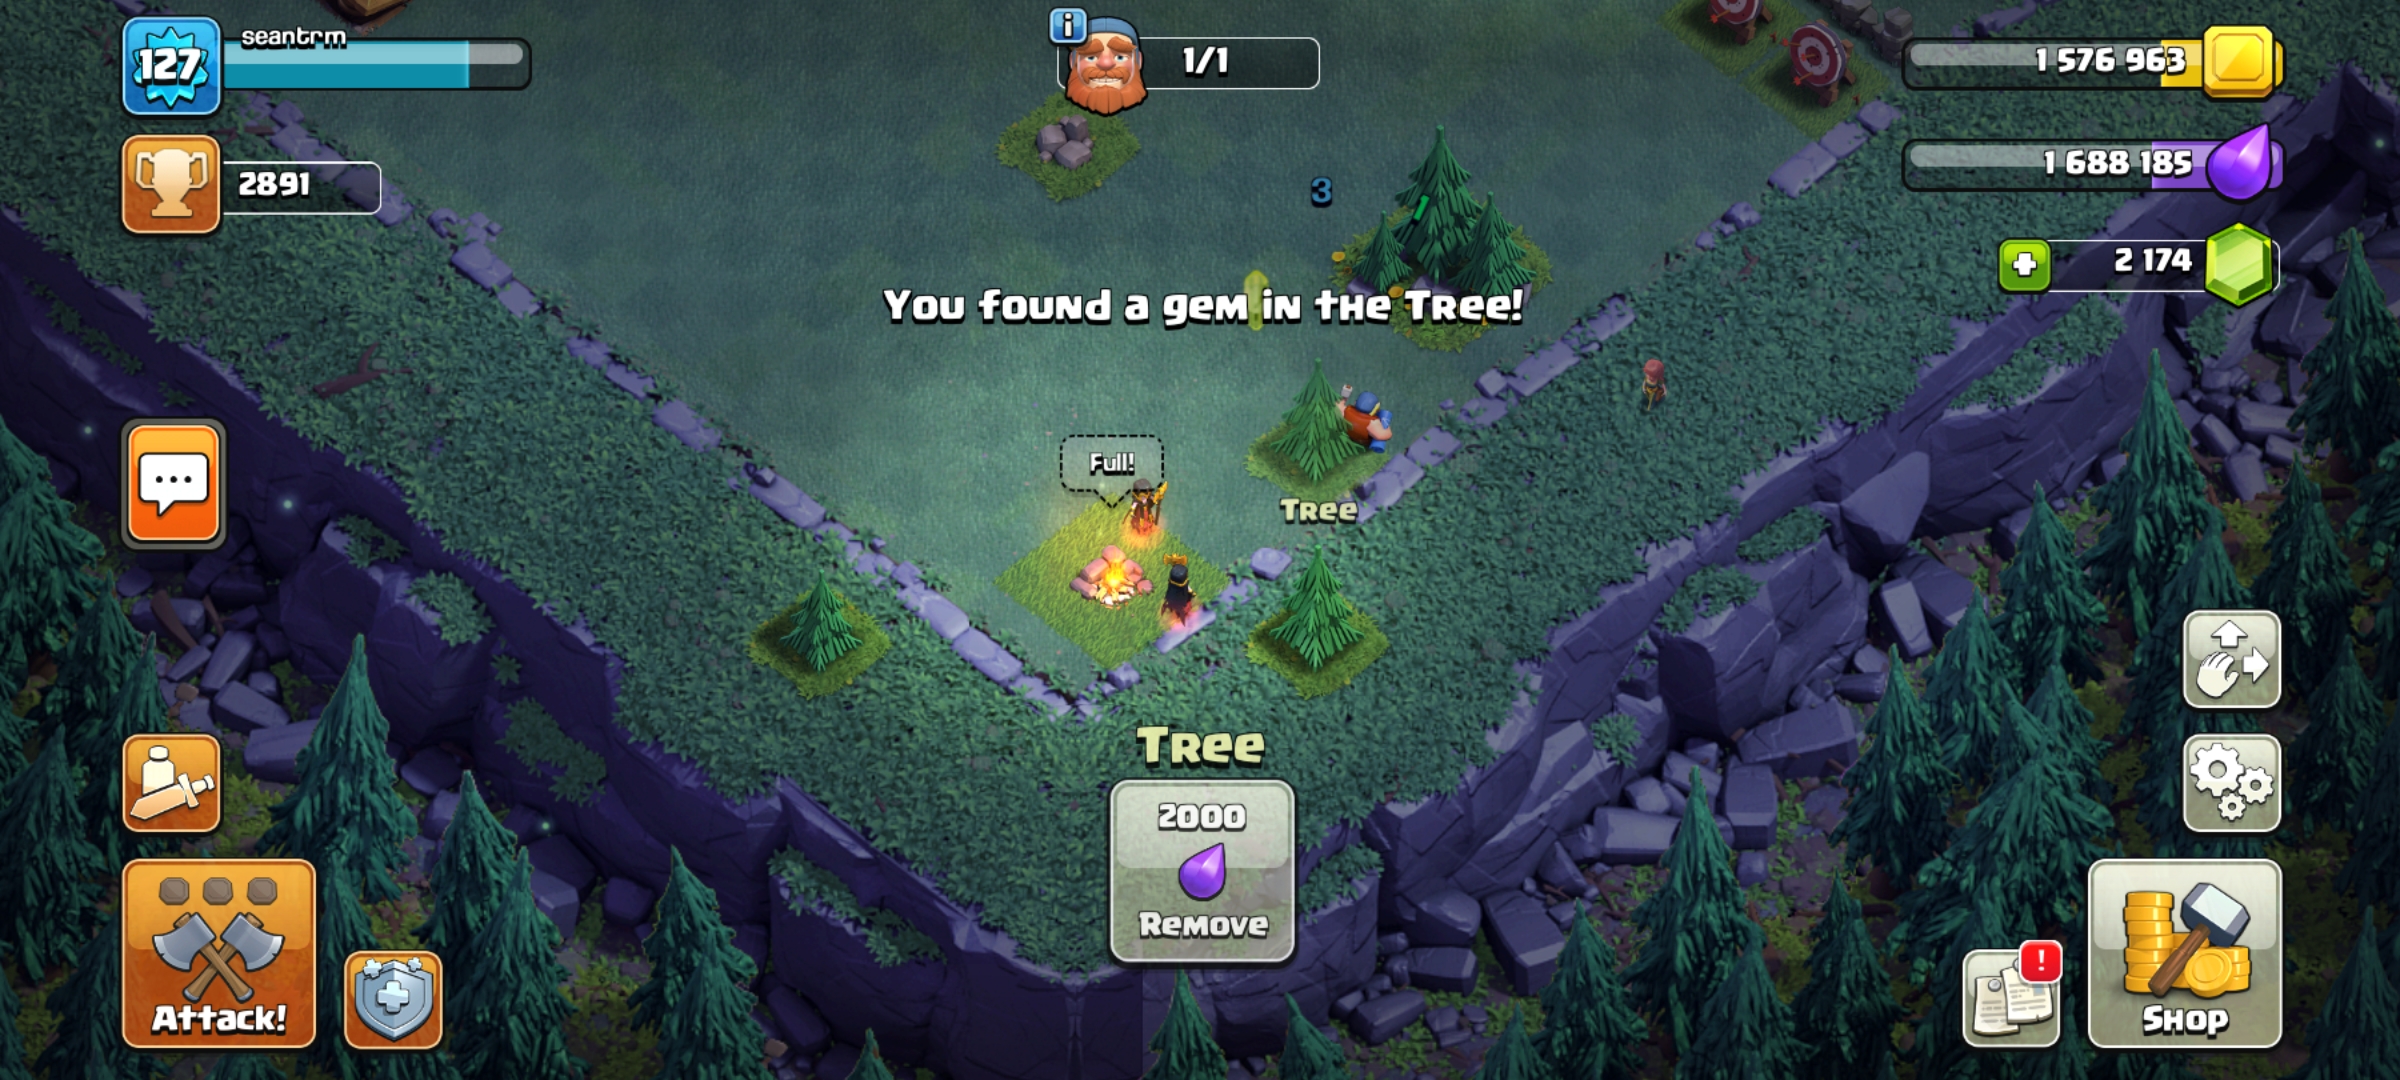 127
seantrm
1/1
1 576 963
2891
1 688 185
3
2 174
You found a gem in the Tree!
Full!
Tree
Tree
2000
Remove
Attack!
!
Shop